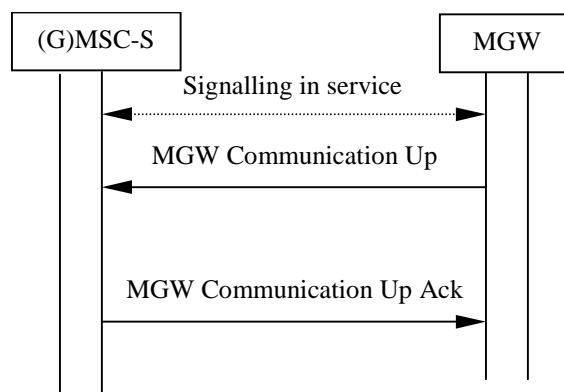 (G)MSC-S
MGW
Signalling in service
MGW Communication Up
MGW Communication Up Ack